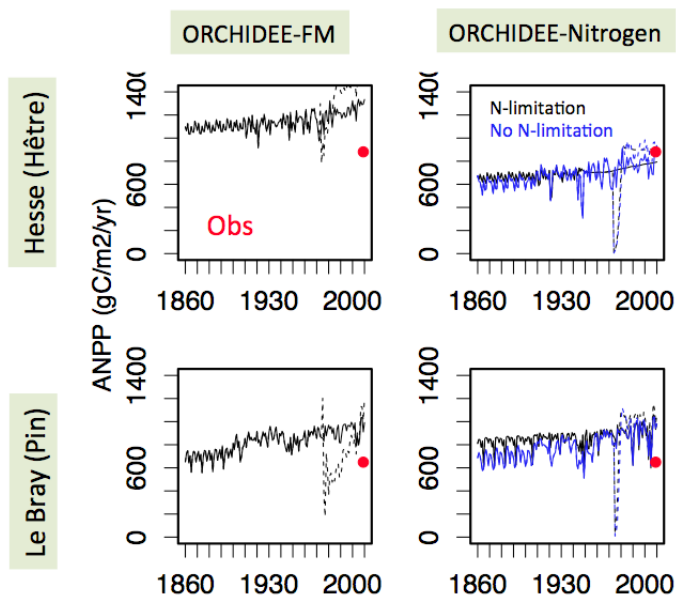 ORCHIDEE-FM
ORCHIDEE-Nitrogen
Hesse (Hêtre)
Le Bray (Pin)
ANPP (gC/m2/yr)
0 600 1400
Obs
1860 1930 2000
0 600 1400
N-limitation
No N-limitation
1860 1930 2000
0 600 1400
1860 1930 2000
0 600 1400
1860 1930 2000